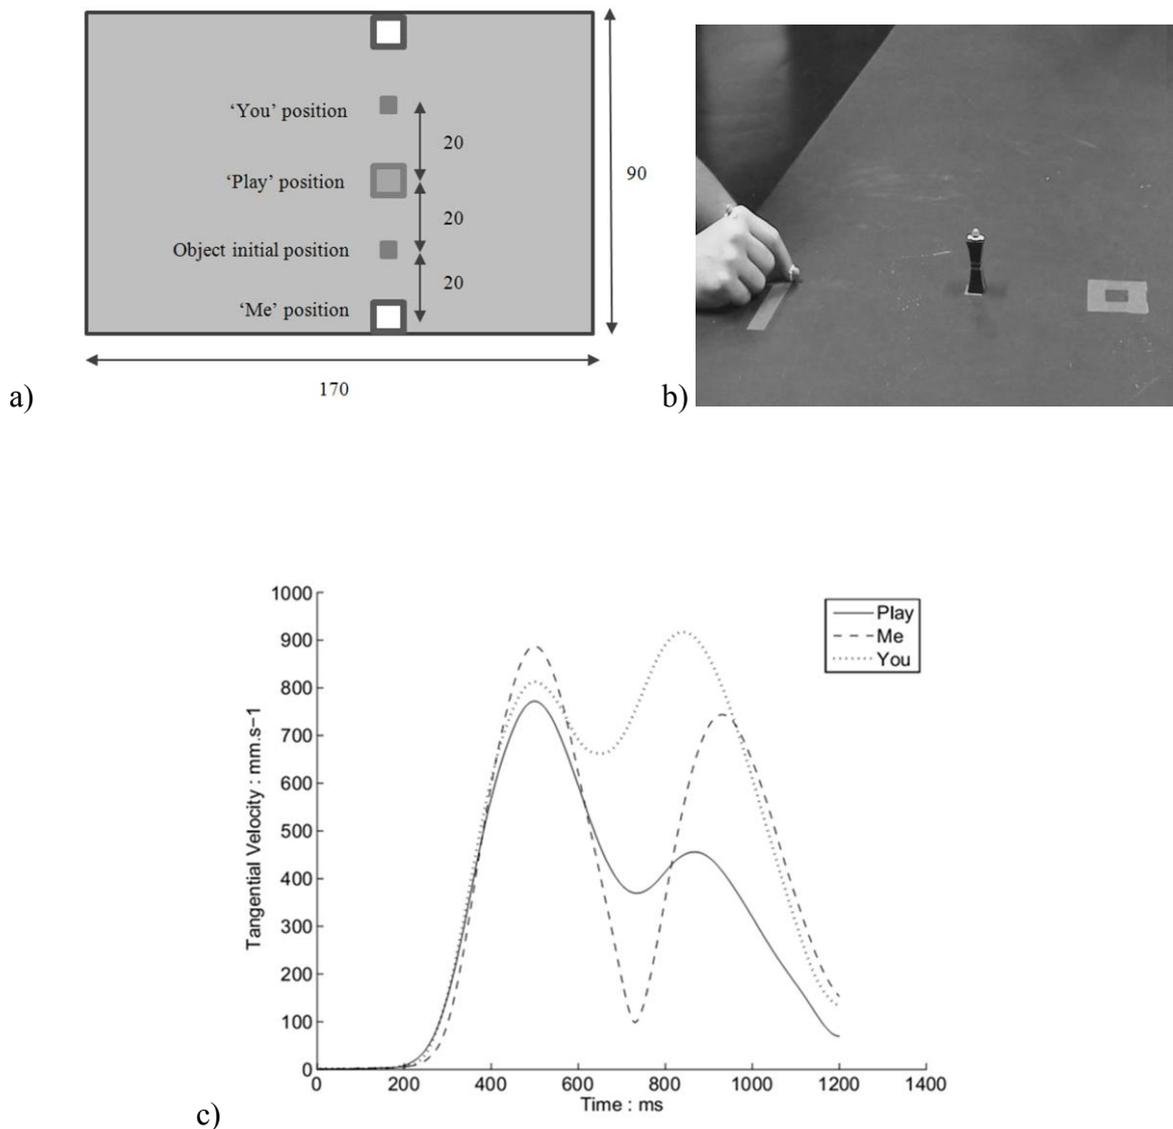 ‘You’ position
20
‘Play’ position
90
20
Object initial position
20
‘Me’ position
170
a)
b)
1000
900
800
700
600
500
400
300
200
100
0
Tangential Velocity : mm.s−1
Play
Me
You
0 200 400 600 800 1000 1200 1400
Time : ms
c)